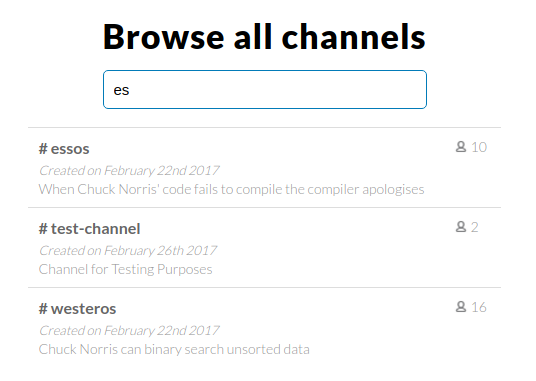 Browse all channels
es
# essos 10
Created on February 22nd 2017
When Chuck Norris' code fails to compile the compiler apologises
# test-channel 2
Created on February 26th 2017
Channel for Testing Purposes
# westeros 16
Created on February 22nd 2017
Chuck Norris can binary search unsorted data